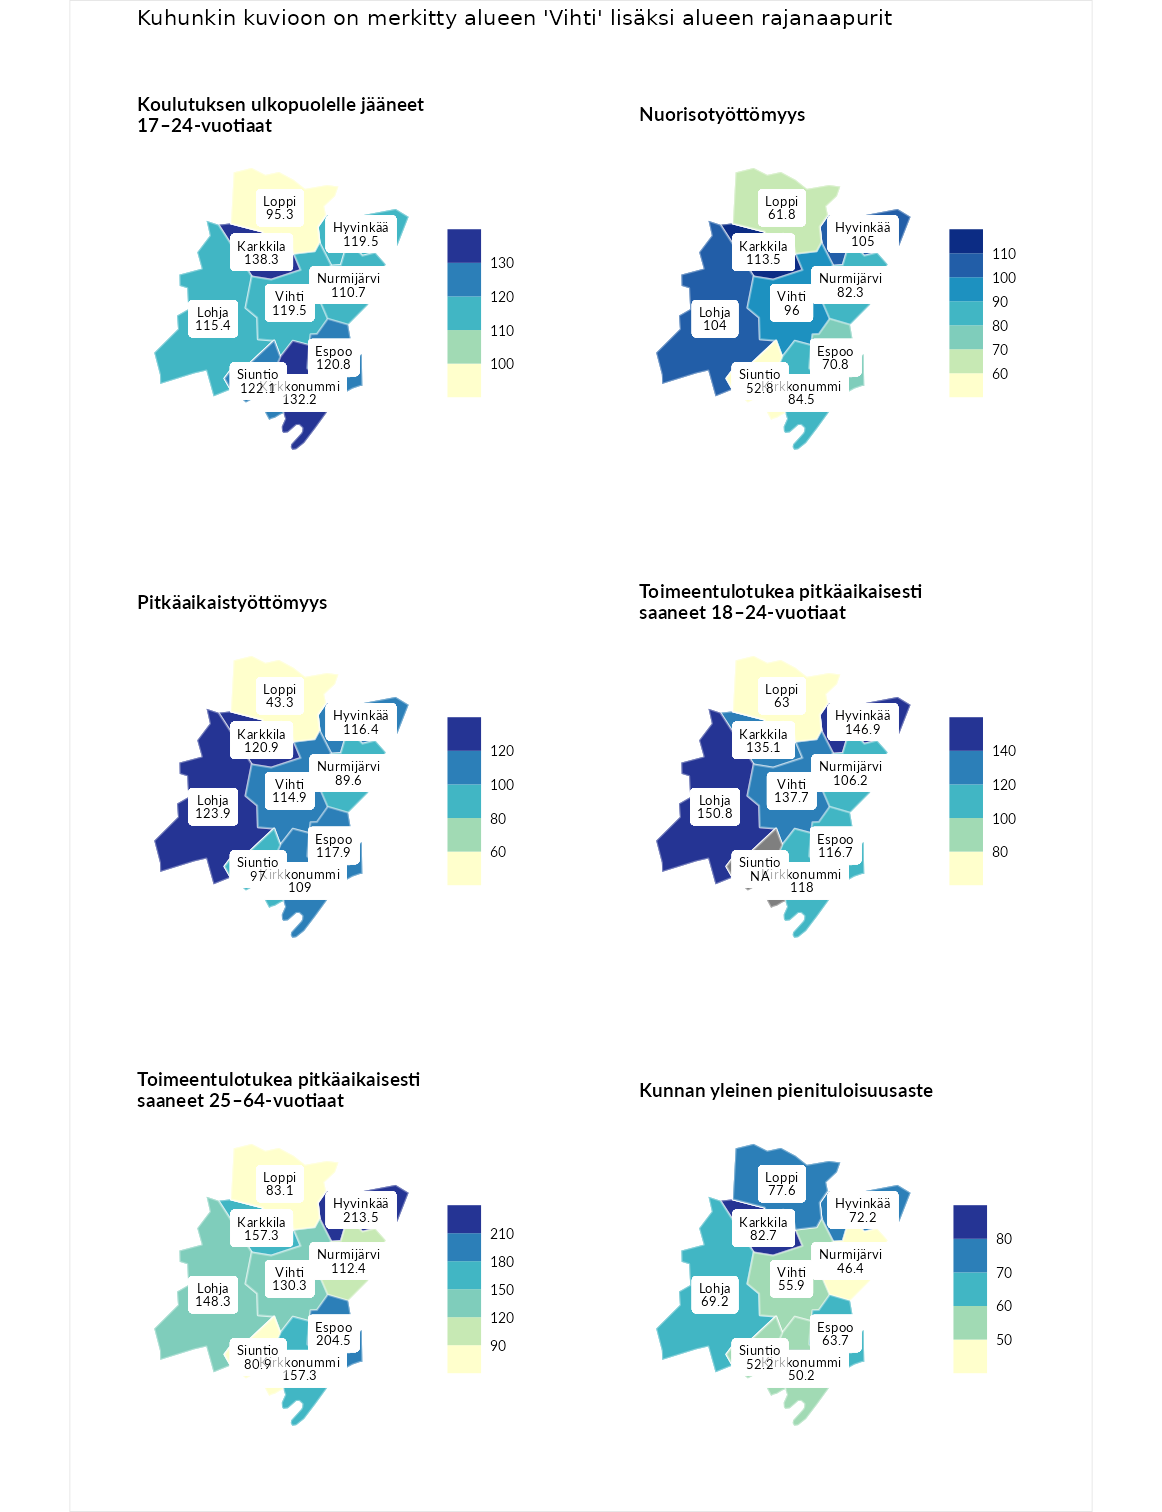 Kuhunkin kuvioon on merkitty alueen 'Vihti' lisäksi alueen rajanaapurit
Koulutuksen ulkopuolelle jääneet
17–24-vuotiaat
Loppi
95.3
Hyvinkää
119.5
Karkkila
138.3
Nurmijärvi
110.7
Vihti
119.5
Lohja
115.4
Espoo
120.8
Siuntio
122.1
Kirkkonummi
132.2
130
120
110
100
Nuorisotyöttömyys
Loppi
61.8
Hyvinkää
105
Karkkila
113.5
Nurmijärvi
82.3
Vihti
96
Lohja
104
Espoo
70.8
Siuntio
52.8
Kirkkonummi
84.5
110
100
90
80
70
60
Pitkäaikaistyöttömyys
Loppi
43.3
Hyvinkää
116.4
Karkkila
120.9
Nurmijärvi
89.6
Vihti
114.9
Lohja
123.9
Espoo
117.9
Siuntio
97
Kirkkonummi
109
120
100
80
60
Toimeentulotukea pitkäaikaisesti
saaneet 18–24-vuotiaat
Loppi
63
Hyvinkää
146.9
Karkkila
135.1
Nurmijärvi
106.2
Vihti
137.7
Lohja
150.8
Espoo
116.7
Siuntio
NA
Kirkkonummi
118
140
120
100
80
Toimeentulotukea pitkäaikaisesti
saaneet 25–64-vuotiaat
Loppi
83.1
Hyvinkää
213.5
Karkkila
157.3
Nurmijärvi
112.4
Vihti
130.3
Lohja
148.3
Espoo
204.5
Siuntio
80.9
Kirkkonummi
157.3
210
180
150
120
90
Kunnan yleinen pienituloisuusaste
Loppi
77.6
Hyvinkää
72.2
Karkkila
82.7
Nurmijärvi
46.4
Vihti
55.9
Lohja
69.2
Espoo
63.7
Siuntio
52.2
Kirkkonummi
50.2
80
70
60
50